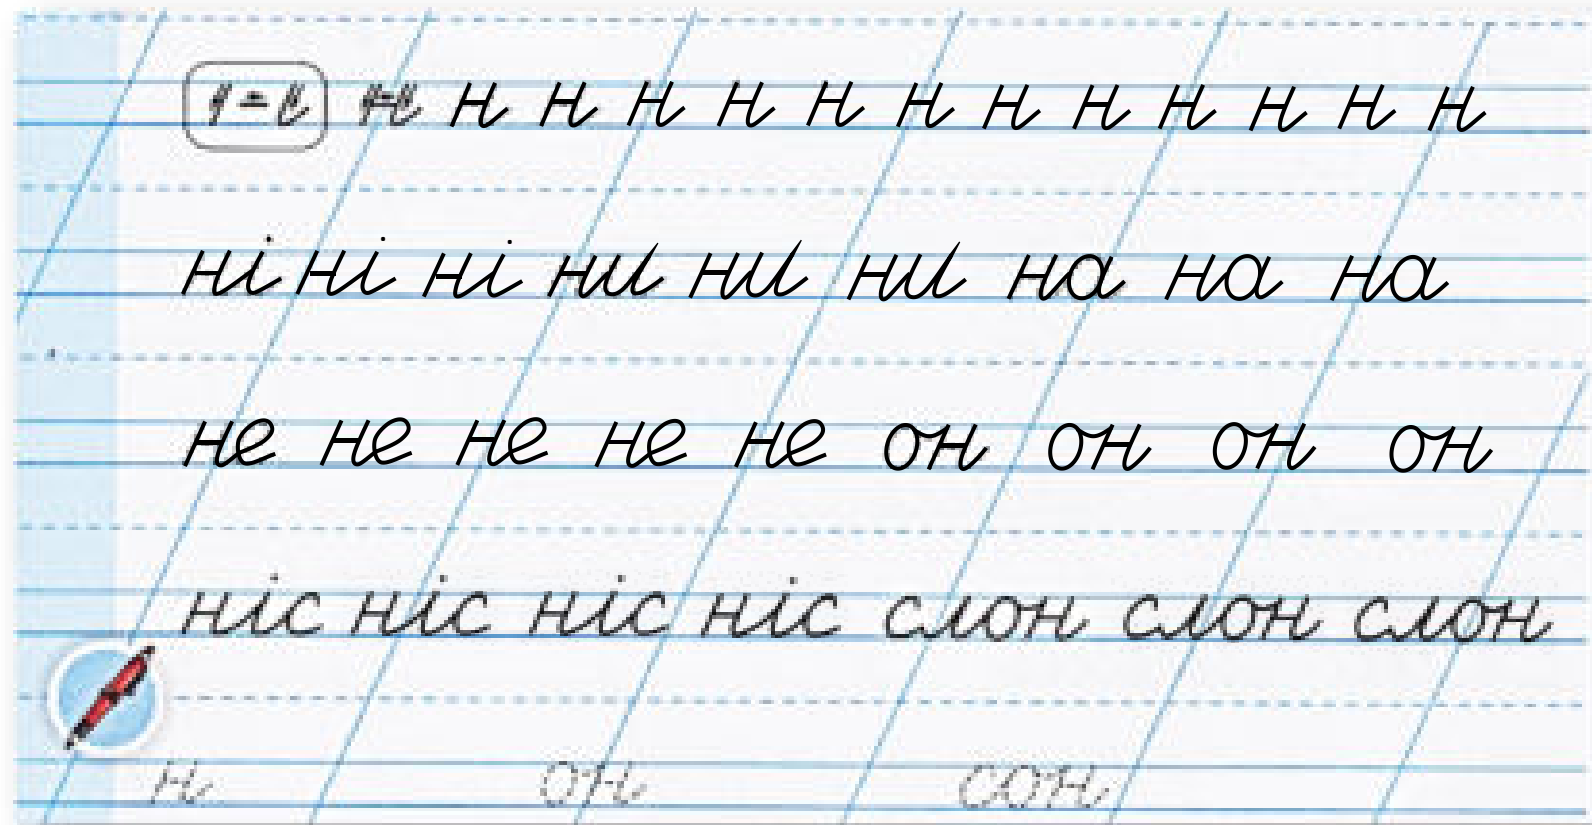 н н н н н н н н н н н н н
ні ні ні ни ни ни на на на
не не не не не он он он он
ніс ніс ніс ніс слон слон слон
н он сон